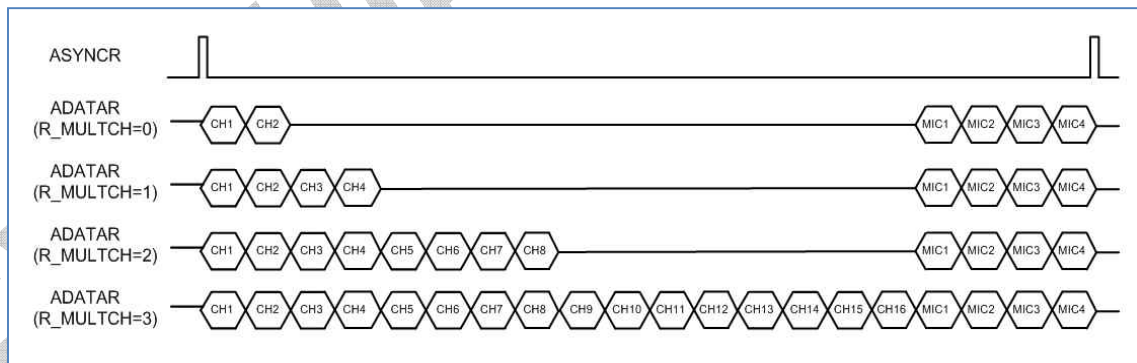 ASYNCR
ADATAR
(R_MULTCH=0)
CH1 CH2 MIC1 MIC2 MIC3 MIC4
ADATAR
(R_MULTCH=1)
CH1 CH2 CH3 CH4 MIC1 MIC2 MIC3 MIC4
ADATAR
(R_MULTCH=2)
CH1 CH2 CH3 CH4 CH5 CH6 CH7 CH8 MIC1 MIC2 MIC3 MIC4
ADATAR
(R_MULTCH=3)
CH1 CH2 CH3 CH4 CH5 CH6 CH7 CH8 CH9 CH10 CH11 CH12 CH13 CH14 CH15 CH16 MIC1 MIC2 MIC3 MIC4